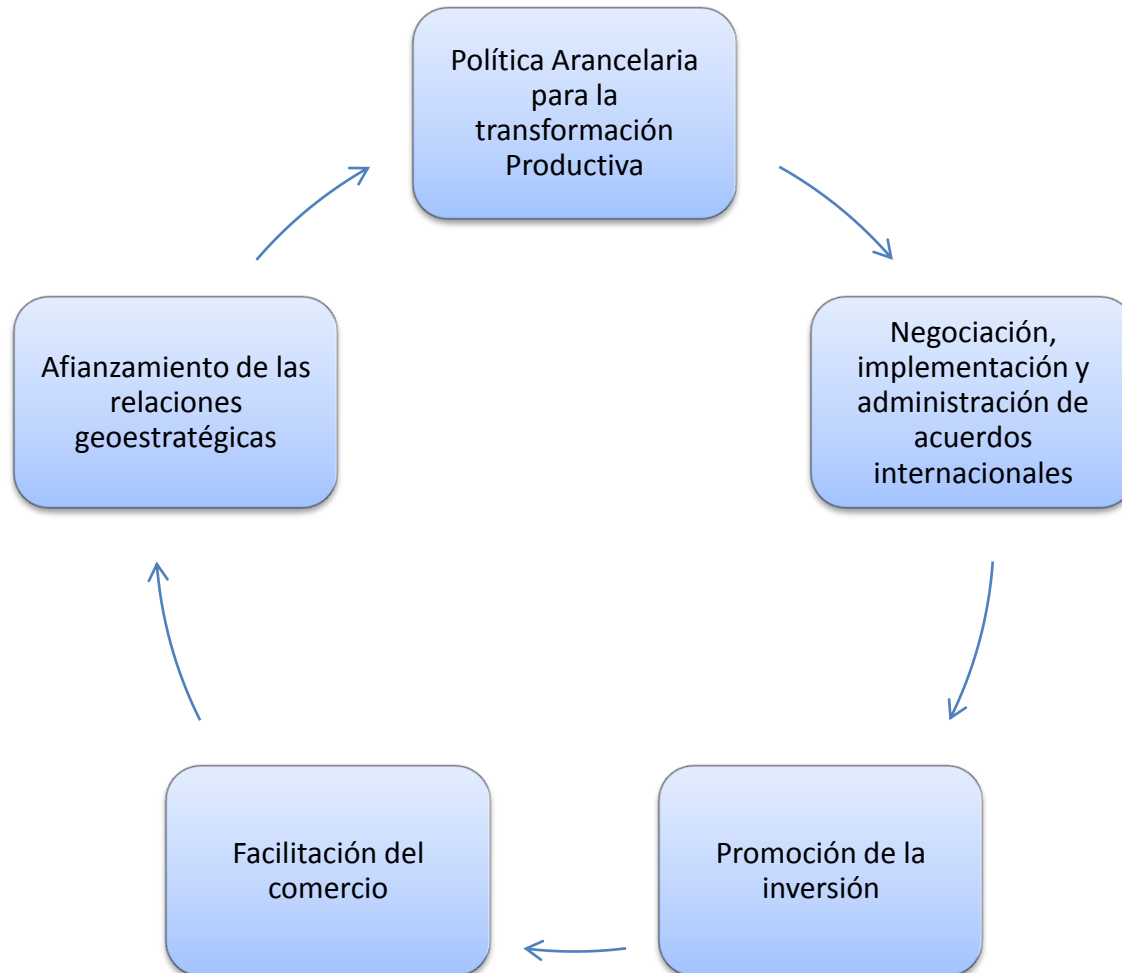 Política Arancelaria
para la
transformación
Productiva
Negociación,
implementación y
administración de
acuerdos
internacionales
Promoción de la
inversión
Facilitación del
comercio
Afianzamiento de las
relaciones
geoestratégicas